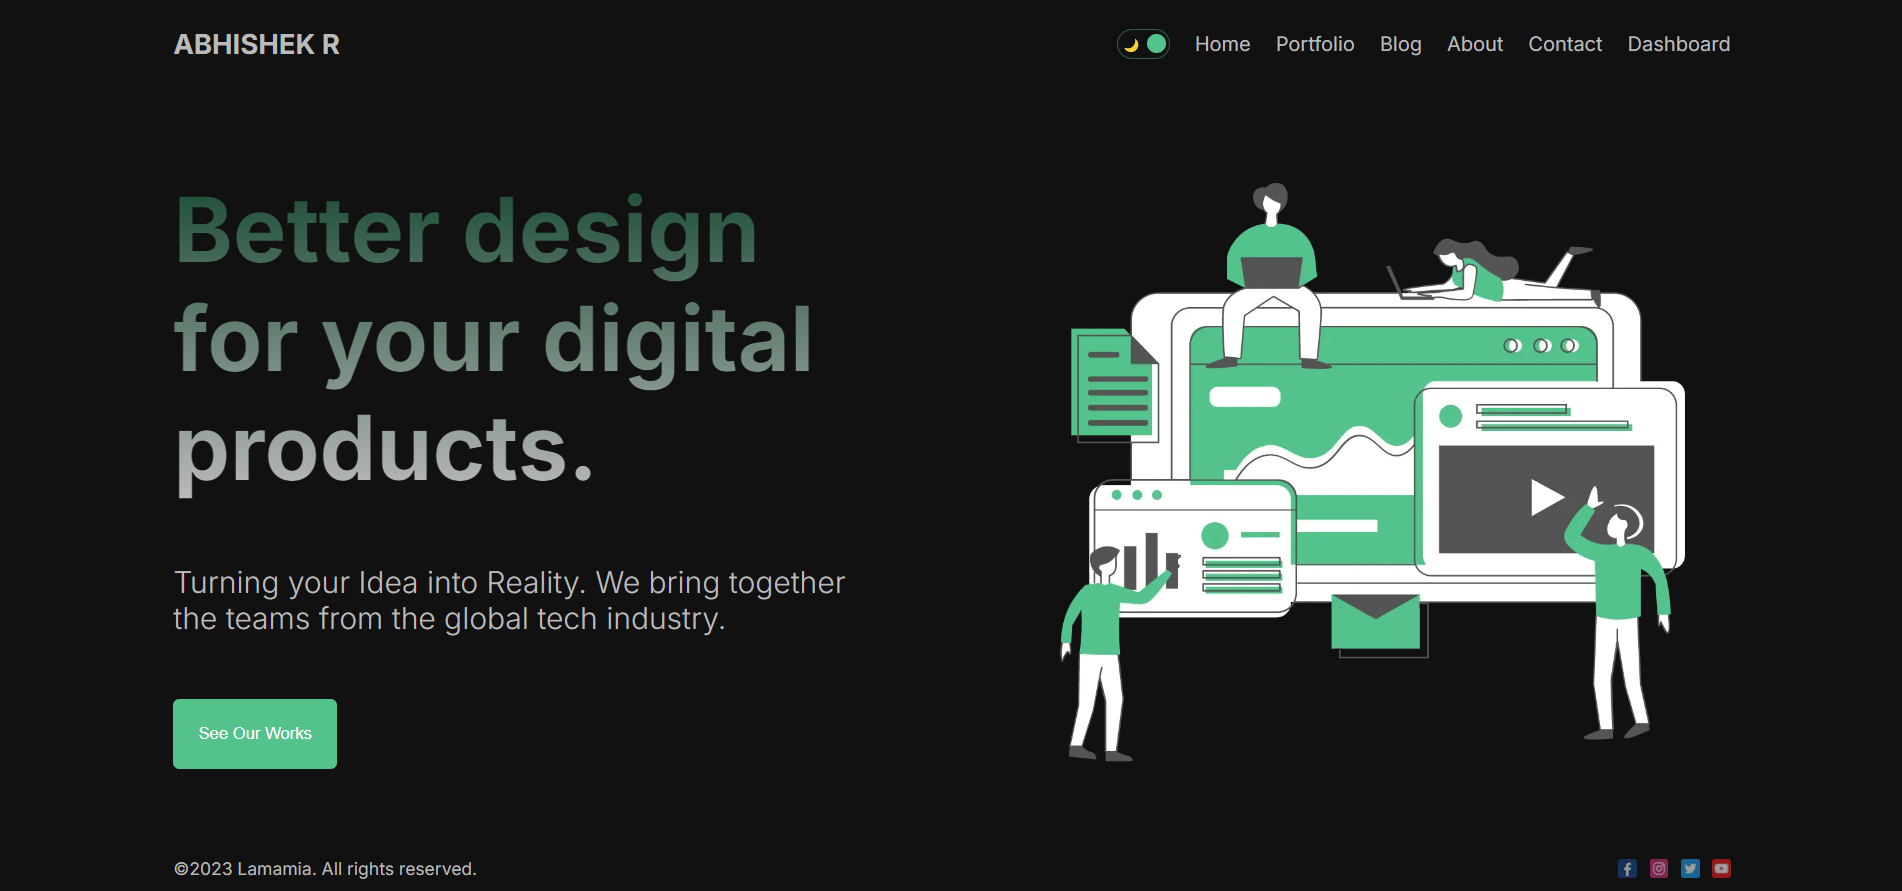 ABHISHEK R
Home Portfolio Blog About Contact Dashboard
Better design
for your digital
products.
Turning your Idea into Reality. We bring together
the teams from the global tech industry.
See Our Works
©2023 Lamamia. All rights reserved.